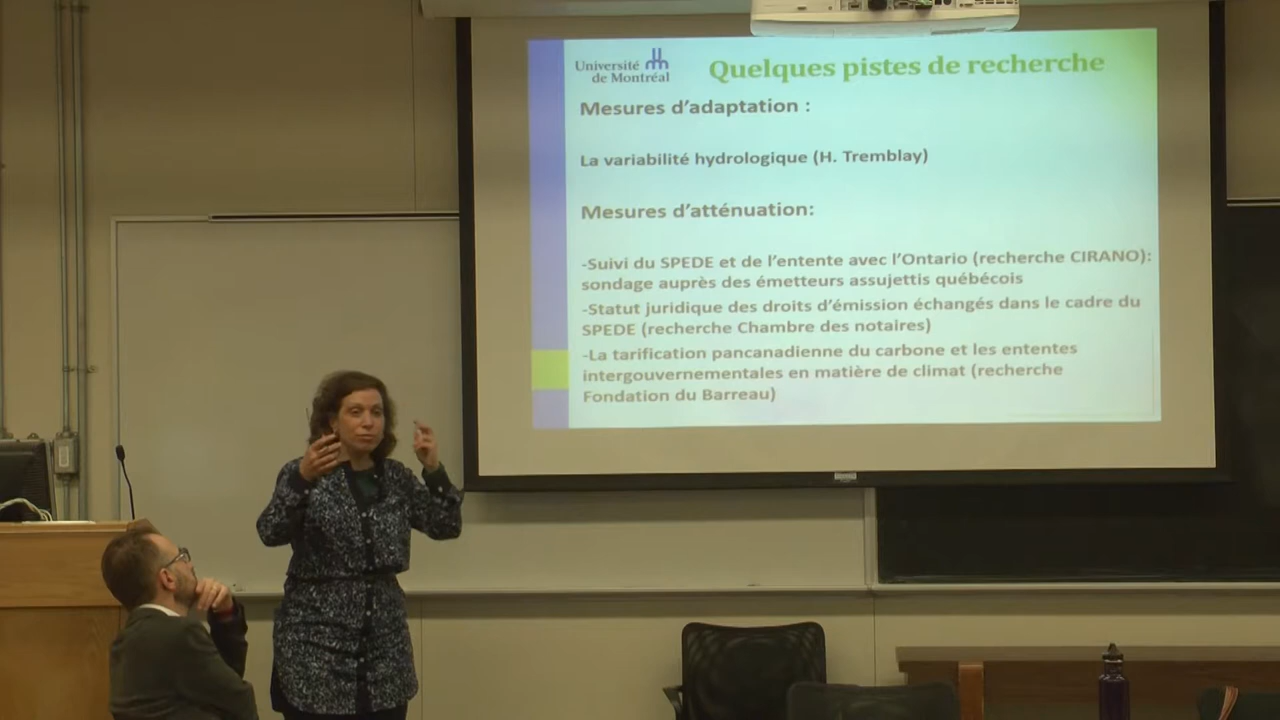 Université
de Montréal
Quelques pistes de recherche
Mesures d'adaptation :
La variabilité hydrologique (H. Tremblay)
Mesures d'atténuation:
-Suivi du SPEDE et de l'entente avec l'Ontario (recherche CIRANO):
sondage auprès des émetteurs assujettis québécois
-Statut juridique des droits d'émission échangés dans le cadre du
SPEDE (recherche Chambre des notaires)
-La tarification pancanadienne du carbone et les ententes
intergouvernementales en matière de climat (recherche
Fondation du Barreau)